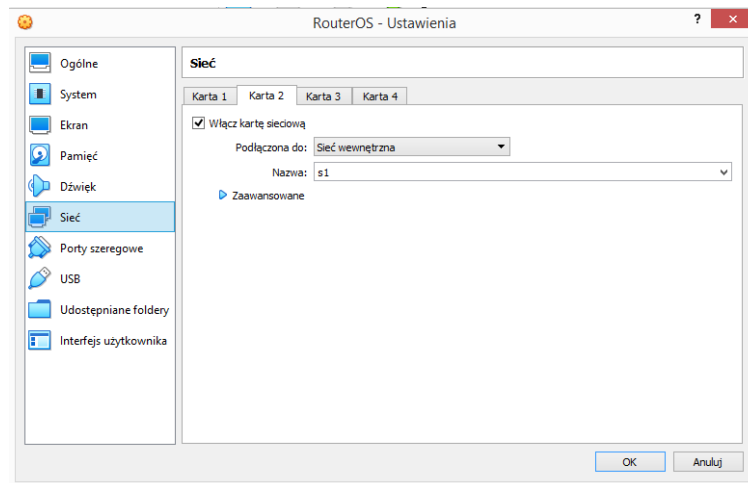 RouterOS - Ustawienia
?
Ogólne
System
Ekran
Pamięć
Dźwięk
Sieć
Porty szeregowe
USB
Udostępniane foldery
Interfejs użytkownika
Sieć
Karta 1 Karta 2 Karta 3 Karta 4
Włącz kartę sieciową
Podłączona do: Sieć wewnętrzna
Nazwa: s1
Zaawansowane
OK Anuluj